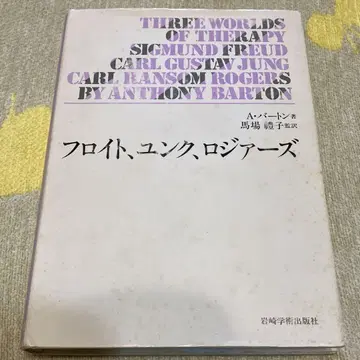 THREE WORLDS
OF THERAPY
SIGMUND FREUD
CARL GUSTAV JUNG
CARL RANSOM ROGERS
BY ANTHONY BARTON
A・バートン 著
馬場 禮子 監訳
フロイト、ユンク、ロジァーズ
岩崎学術出版社